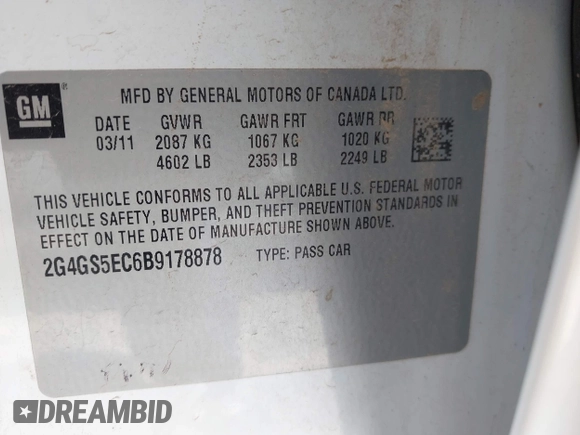 GM
MFD BY GENERAL MOTORS OF CANADA LTD.
DATE GVWR GAWR FRT GAWR RR
03/11 2087 KG 1067 KG 1020 KG
4602 LB 2353 LB 2249 LB
THIS VEHICLE CONFORMS TO ALL APPLICABLE U.S. FEDERAL MOTOR
VEHICLE SAFETY, BUMPER, AND THEFT PREVENTION STANDARDS IN
EFFECT ON THE DATE OF MANUFACTURE SHOWN ABOVE.
2G4GS5EC6B9178878 TYPE: PASS CAR
DREAMBID